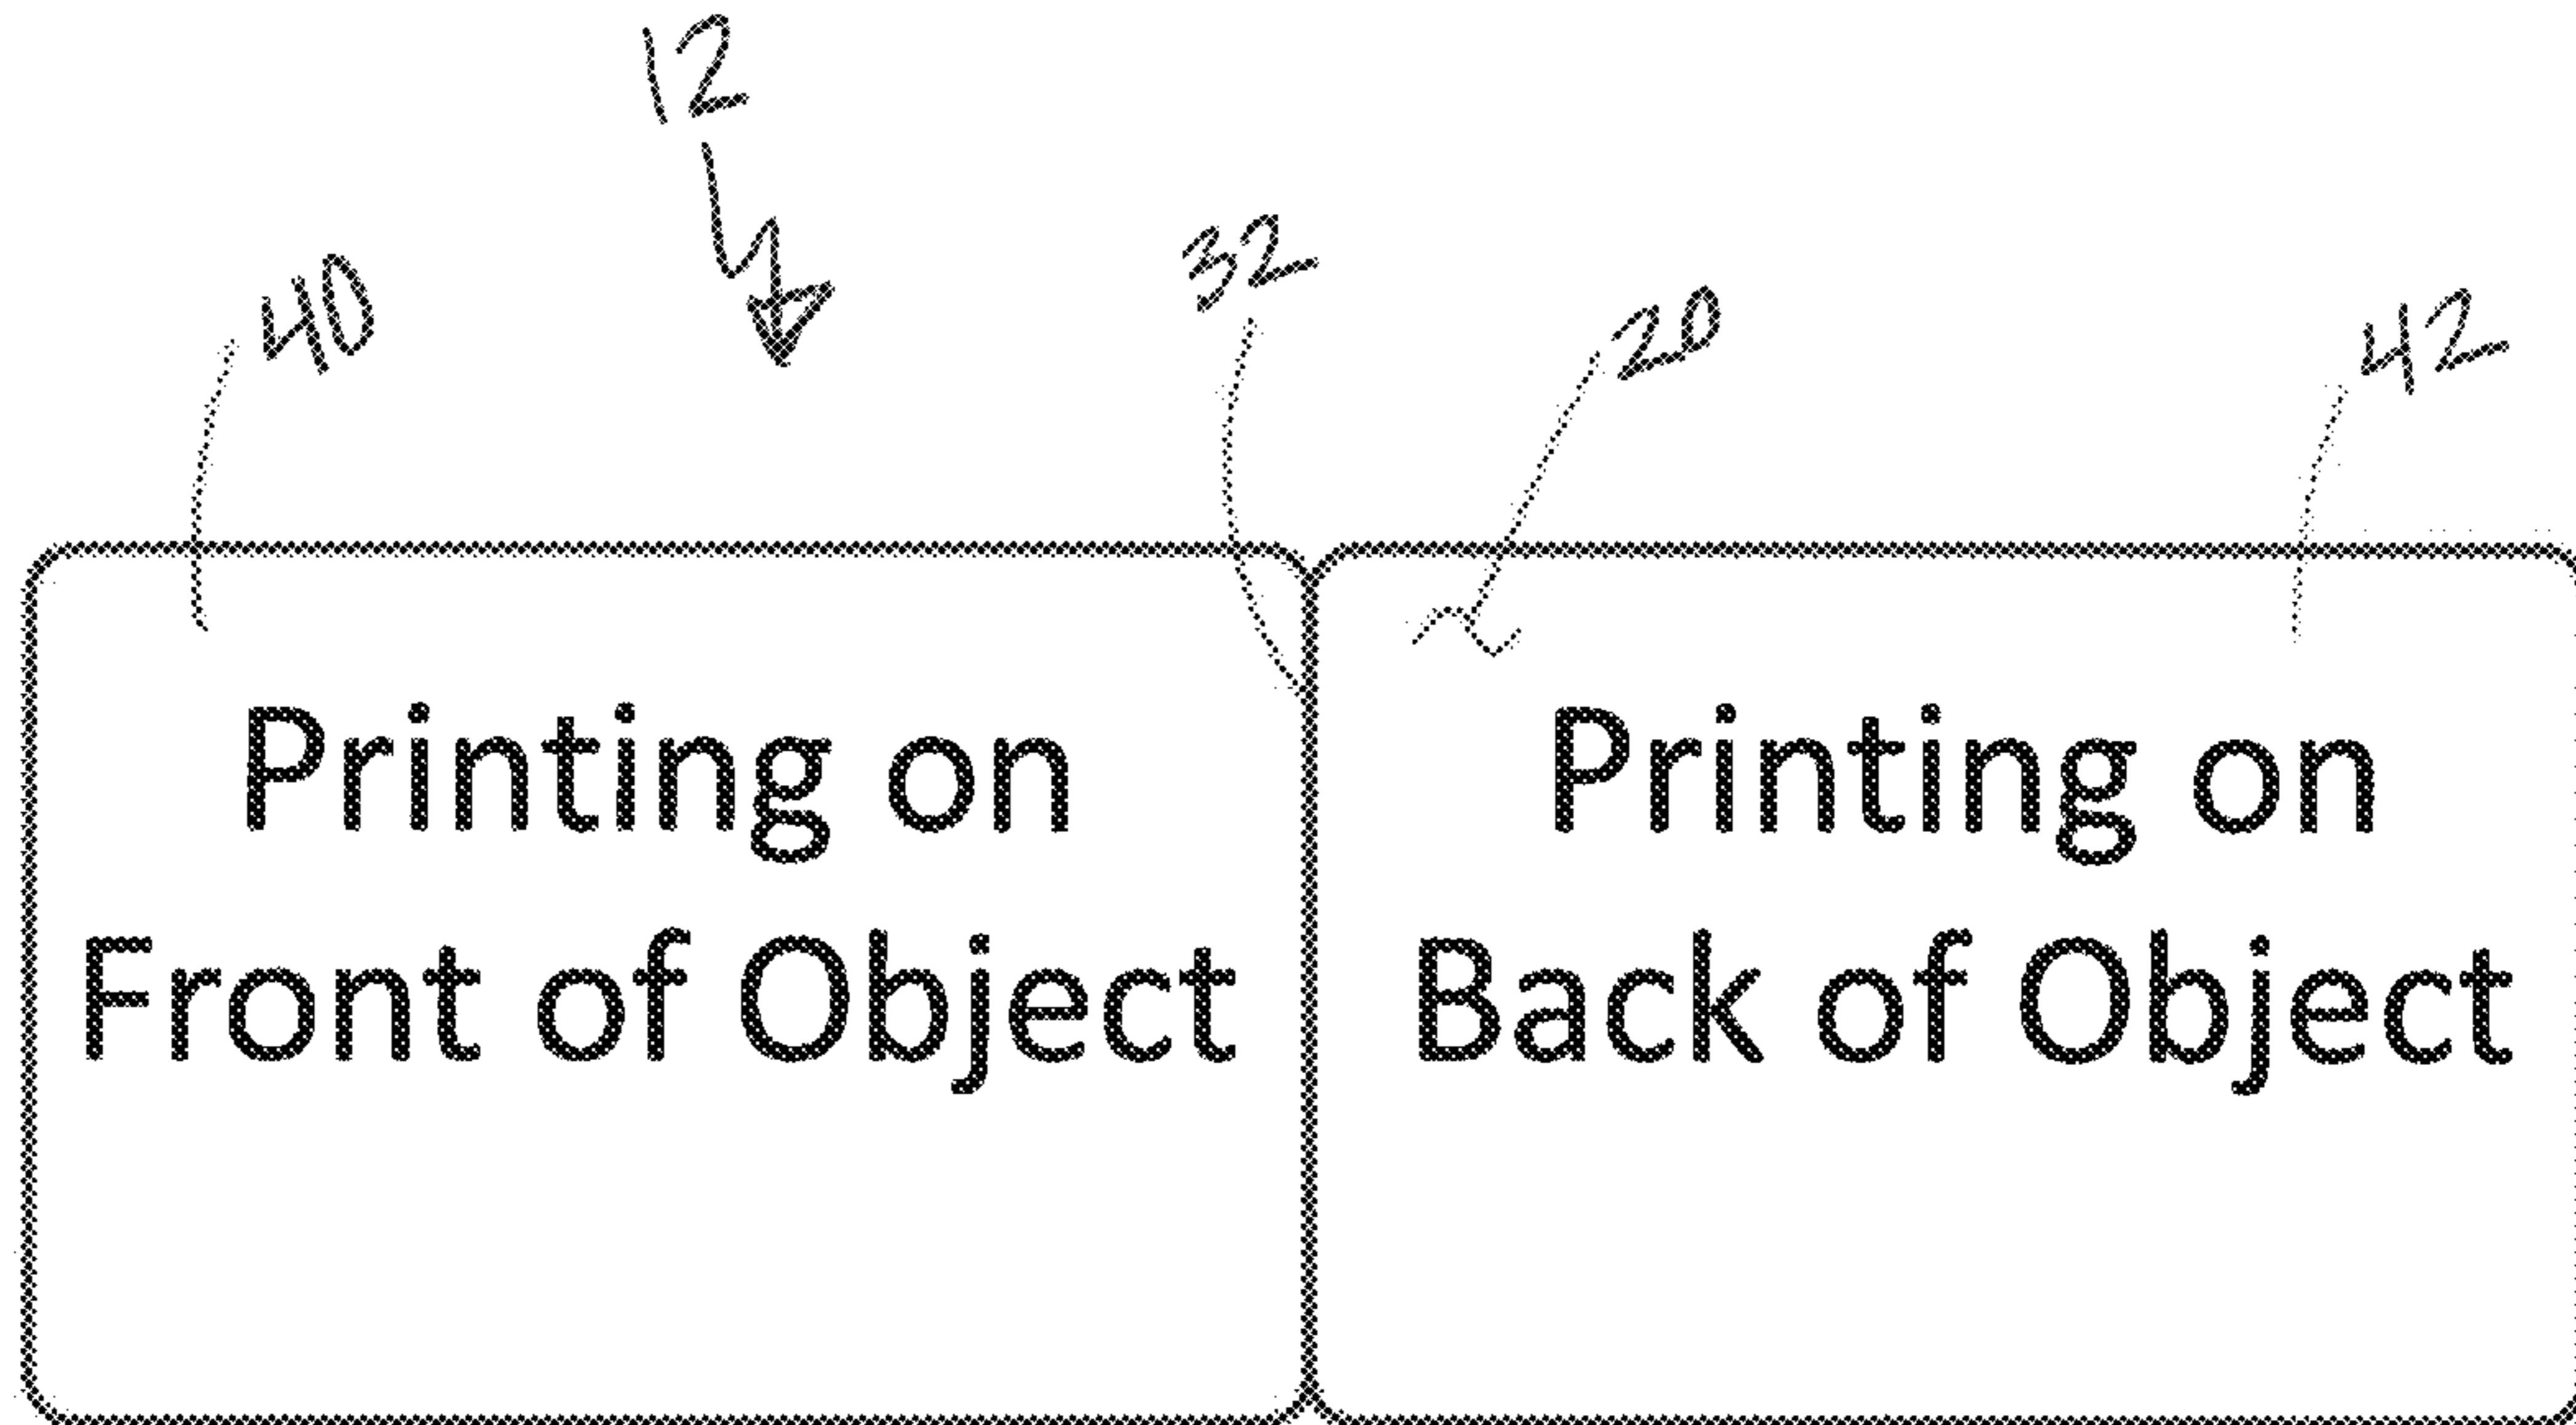 12
40
32
20
42
Printing on
Front of Object
Printing on
Back of Object